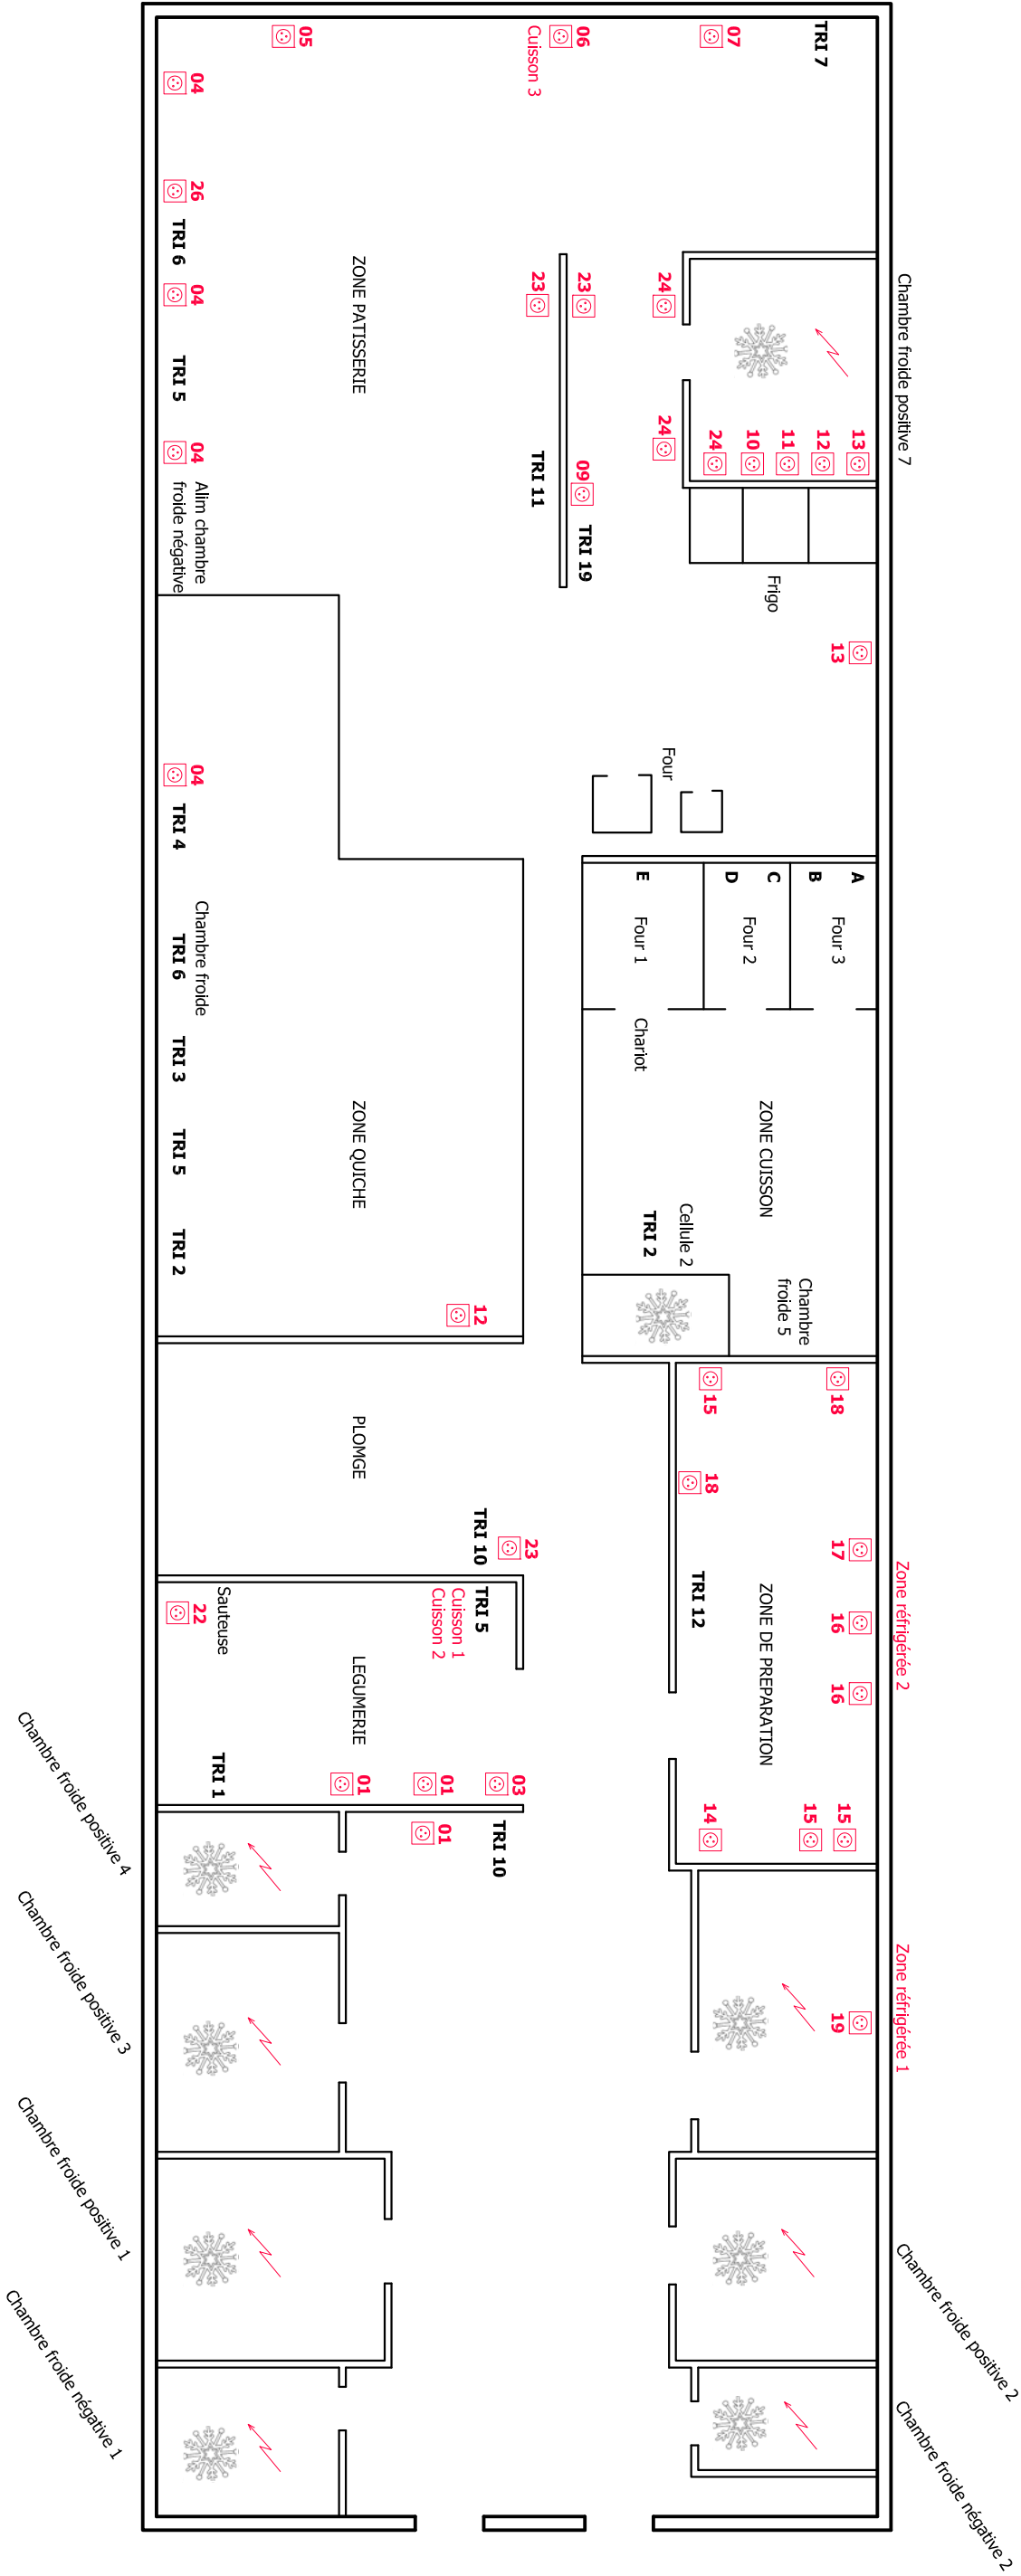 05
06
Cuisson 3
07
TRI 7
04
26
TRI 6
04
TRI 5
04
Alim chambre
froide négative
ZONE PATISSERIE
23
23
24
Chambre froide positive 7
24
24
10
11
12
13
TRI 11
09
TRI 19
Frigo
13
Four
04
TRI 4
Chambre froide
TRI 6
TRI 3
TRI 5
TRI 2
ZONE QUICHE
12
E
D
C
B
A
Four 1
Four 2
Four 3
Chariot
ZONE CUISSON
Cellule 2
TRI 2
Chambre
froide 5
15
18
18
17
16
16
Zone réfrigérée 2
TRI 12
ZONE DE PREPARATION
14
15
15
PLOMGE
TRI 10
23
TRI 5
Cuisson 1
Cuisson 2
Sauteuse
22
LEGUMERIE
TRI 1
01
01
03
01
TRI 10
Zone réfrigérée 1
19
Chambre froide positive 4
Chambre froide positive 3
Chambre froide positive 1
Chambre froide négative 1
Chambre froide positive 2
Chambre froide négative 2